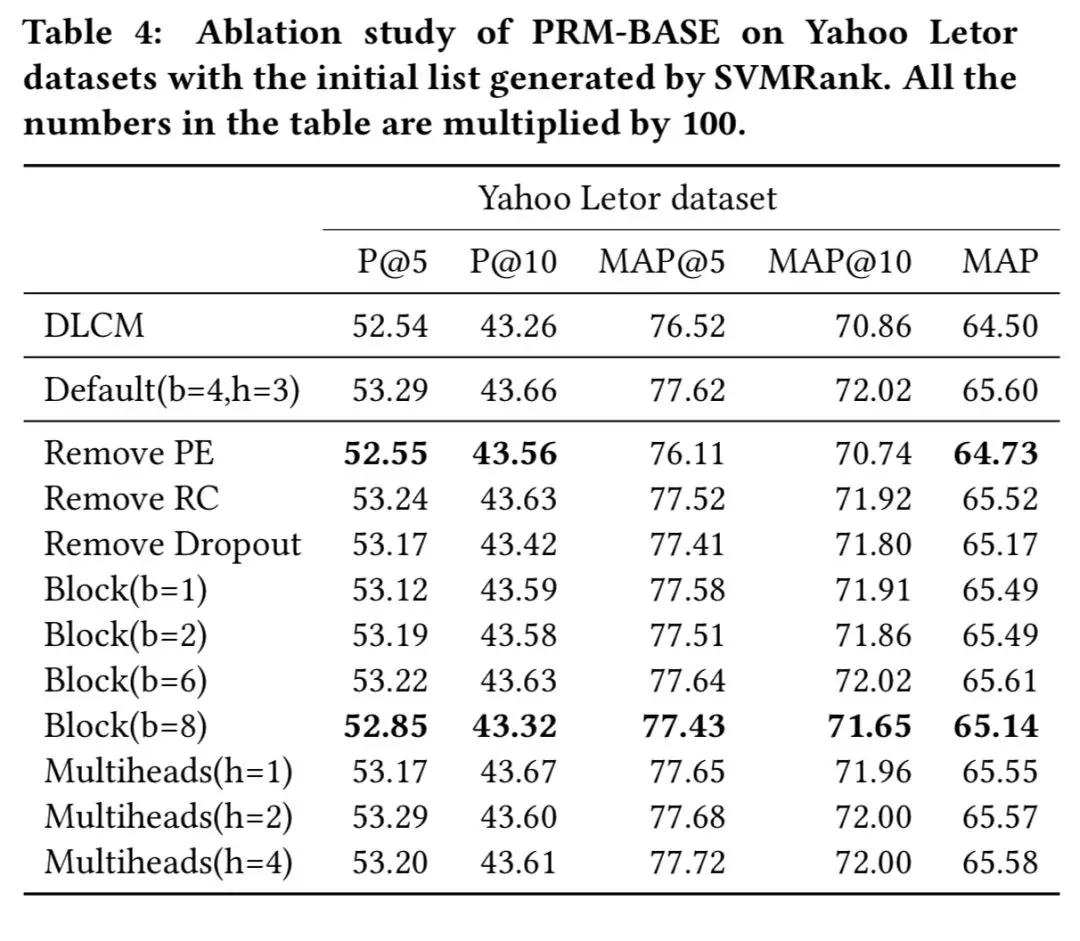 Table 4: Ablation study of PRM-BASE on Yahoo Letor
datasets with the initial list generated by SVMRank. All the
numbers in the table are multiplied by 100.
Yahoo Letor dataset
P@5 P@10 MAP@5 MAP@10 MAP
DLCM 52.54 43.26 76.52 70.86 64.50
Default(b=4,h=3) 53.29 43.66 77.62 72.02 65.60
Remove PE 52.55 43.56 76.11 70.74 64.73
Remove RC 53.24 43.63 77.52 71.92 65.52
Remove Dropout 53.17 43.42 77.41 71.80 65.17
Block(b=1) 53.12 43.59 77.58 71.91 65.49
Block(b=2) 53.19 43.58 77.51 71.86 65.49
Block(b=6) 53.22 43.63 77.64 72.02 65.61
Block(b=8) 52.85 43.32 77.43 71.65 65.14
Multiheads(h=1) 53.17 43.67 77.65 71.96 65.55
Multiheads(h=2) 53.29 43.60 77.68 72.00 65.57
Multiheads(h=4) 53.20 43.61 77.72 72.00 65.58